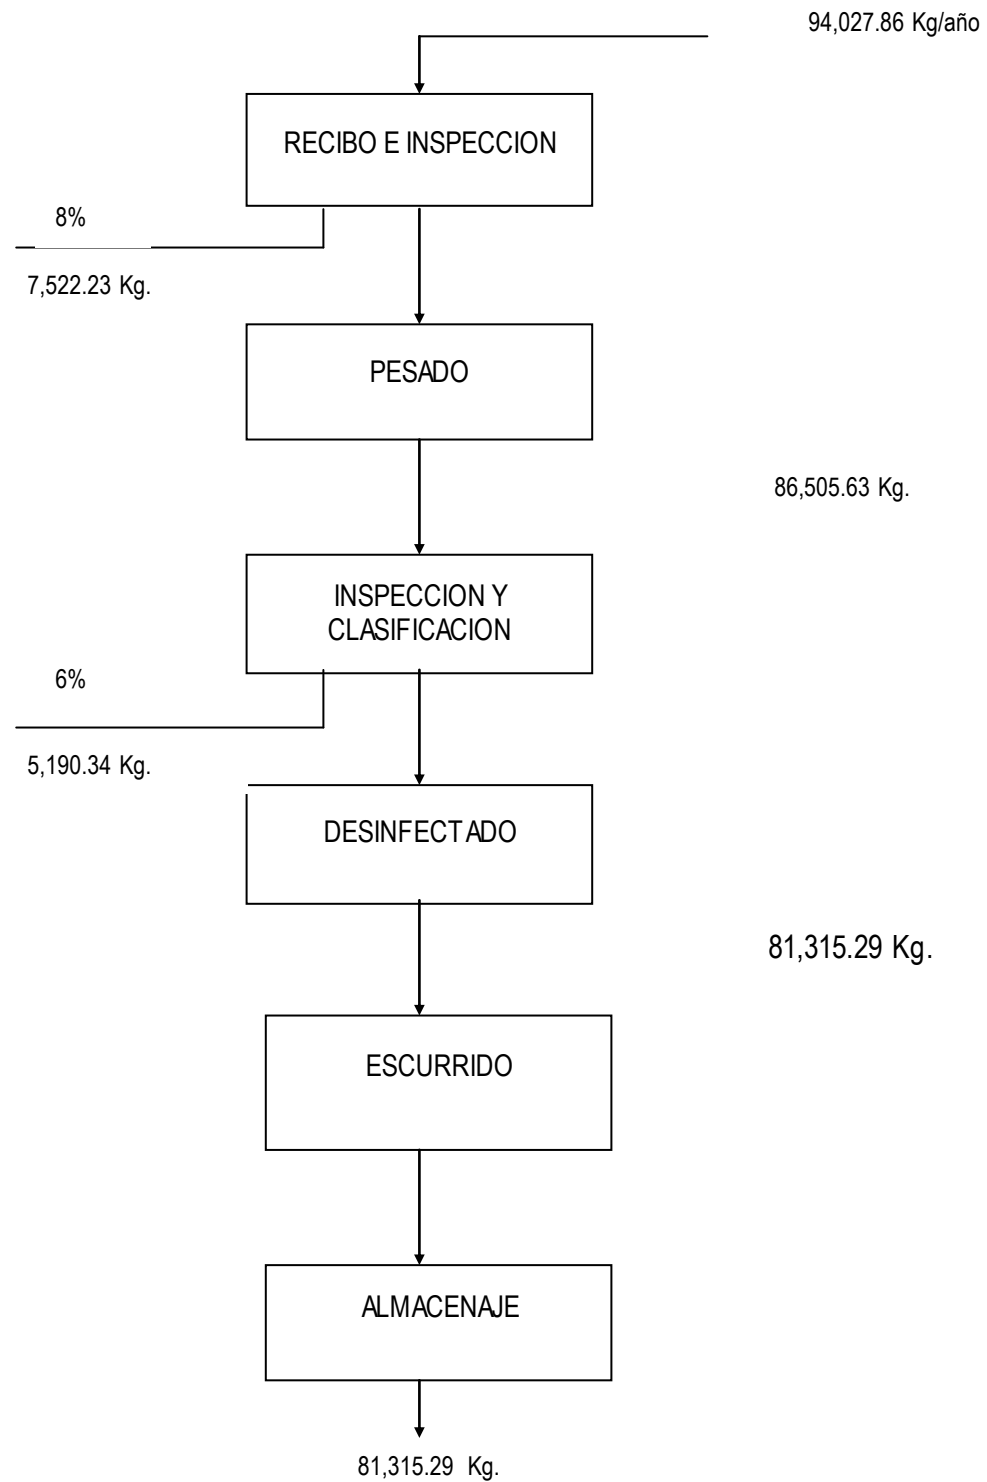 94,027.86 Kg/año
RECIBO E INSPECCION
8%
7,522.23 Kg.
PESADO
86,505.63 Kg.
INSPECCION Y
CLASIFICACION
6%
5,190.34 Kg.
DESINFECTADO
81,315.29 Kg.
ESCURRIDO
ALMACENAJE
81,315.29 Kg.